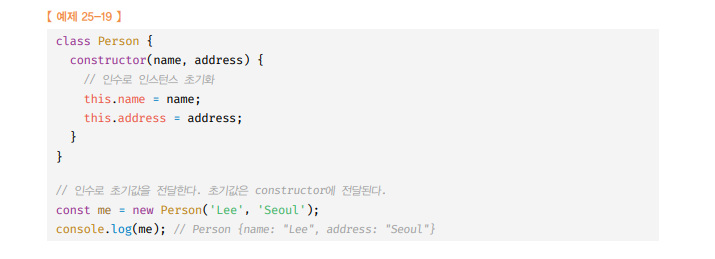 【 예제 25-19 】
class Person {
  constructor(name, address) {
    // 인수로 인스턴스 초기화
    this.name = name;
    this.address = address;
  }
}
// 인수로 초기값을 전달한다. 초기값은 constructor에 전달된다.
const me = new Person('Lee', 'Seoul');
console.log(me); // Person {name: "Lee", address: "Seoul"}